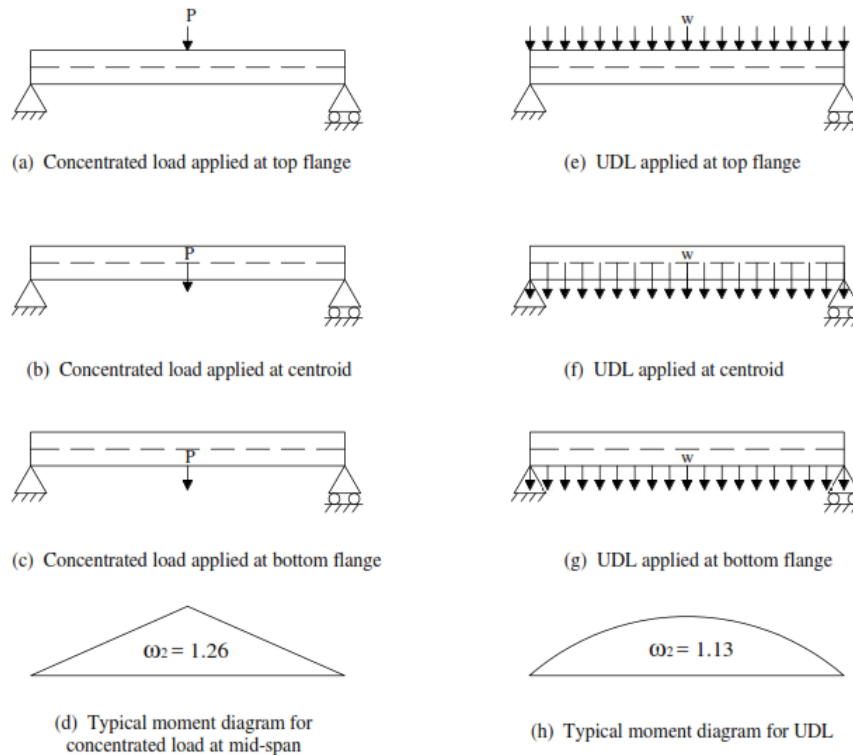 P
(a) Concentrated load applied at top flange
P
(b) Concentrated load applied at centroid
P
(c) Concentrated load applied at bottom flange
ω₂ = 1.26
(d) Typical moment diagram for
concentrated load at mid-span
w
(e) UDL applied at top flange
w
(f) UDL applied at centroid
w
(g) UDL applied at bottom flange
ω₂ = 1.13
(h) Typical moment diagram for UDL